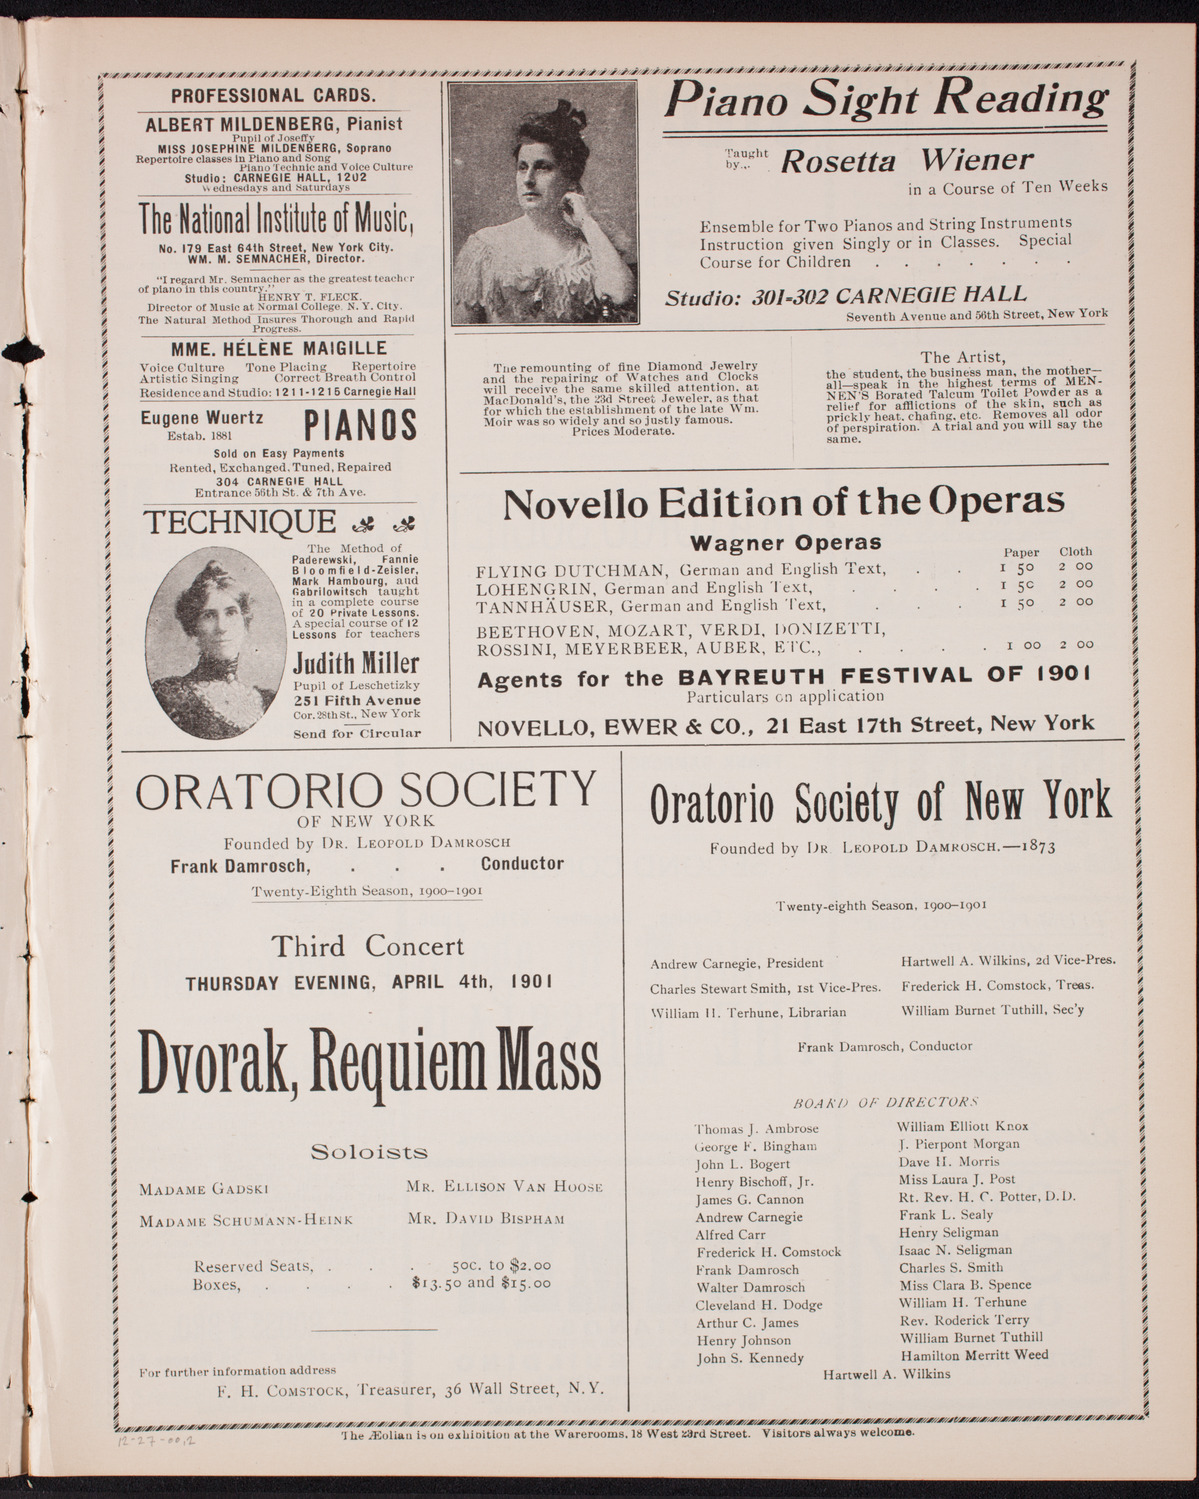 PROFESSIONAL CARDS.
ALBERT MILDENBERG, Pianist
Pupil of Joseffy
MISS JOSEPHINE MILDENBERG, Soprano
Repertoire classes in Piano and Song
Piano Technic and Voice Culture
Studio: CARNEGIE HALL, 1202
Wednesdays and Saturdays
The National Institute of Music,
No. 179 East 64th Street, New York City.
WM. M. SEMNACHER, Director.
"I regard Mr. Semnacher as the greatest teacher
of piano in this country."
HENRY T. FLECK.
Director of Music at Normal College, N. Y. City.
The Natural Method Insures Thorough and Rapid
Progress.
MME. HÉLÈNE MAIGILLE
Voice Culture Tone Placing Repertoire
Artistic Singing Correct Breath Control
Residence and Studio: 1211-1215 Carnegie Hall
Eugene Wuertz
Estab. 1881
PIANOS
Sold on Easy Payments
Rented, Exchanged, Tuned, Repaired
304 CARNEGIE HALL
Entrance 56th St. & 7th Ave.
TECHNIQUE
The Method of
Paderewski, Fannie
Bloomfield-Zeisler,
Mark Hambourg, and
Gabrilowitsch taught
in a complete course
of 20 Private Lessons.
A special course of 12
Lessons for teachers
Judith Miller
Pupil of Leschetizky
251 Fifth Avenue
Cor. 28th St., New York
Send for Circular
Piano Sight Reading
Taught
by... Rosetta Wiener
in a Course of Ten Weeks
Ensemble for Two Pianos and String Instruments
Instruction given Singly or in Classes. Special
Course for Children . . . . . . .
Studio: 301-302 CARNEGIE HALL
Seventh Avenue and 56th Street, New York
The remounting of fine Diamond Jewelry
and the repairing of Watches and Clocks
will receive the same skilled attention, at
MacDonald's, the 23d Street Jeweler, as that
for which the establishment of the late Wm.
Moir was so widely and so justly famous.
Prices Moderate.
The Artist,
the student, the business man, the mother—
all—speak in the highest terms of MEN-
NEN'S Borated Talcum Toilet Powder as a
relief for afflictions of the skin, such as
prickly heat, chafing, etc. Removes all odor
of perspiration. A trial and you will say the
same.
Novello Edition of the Operas
Wagner Operas
Paper Cloth
FLYING DUTCHMAN, German and English Text, . . 1 50 2 00
LOHENGRIN, German and English Text, . . . . 1 50 2 00
TANNHÄUSER, German and English Text, . . . 1 50 2 00
BEETHOVEN, MOZART, VERDI, DONIZETTI,
ROSSINI, MEYERBEER, AUBER, ETC., . . . . 1 00 2 00
Agents for the BAYREUTH FESTIVAL OF 1901
Particulars on application
NOVELLO, EWER & CO., 21 East 17th Street, New York
ORATORIO SOCIETY
OF NEW YORK
Founded by DR. LEOPOLD DAMROSCH
Frank Damrosch, . . . Conductor
Twenty-Eighth Season, 1900–1901
Third Concert
THURSDAY EVENING, APRIL 4th, 1901
Dvorak, Requiem Mass
Soloists
MADAME GADSKI MR. ELLISON VAN HOOSE
MADAME SCHUMANN-HEINK MR. DAVID BISPHAM
Reserved Seats, . . . 50c. to $2.00
Boxes, . . . . $13.50 and $15.00
For further information address
F. H. COMSTOCK, Treasurer, 36 Wall Street, N.Y.
Oratorio Society of New York
Founded by DR LEOPOLD DAMROSCH.—1873
Twenty-eighth Season, 1900–1901
Andrew Carnegie, President Hartwell A. Wilkins, 2d Vice-Pres.
Charles Stewart Smith, 1st Vice-Pres. Frederick H. Comstock, Treas.
William H. Terhune, Librarian William Burnet Tuthill, Sec'y
Frank Damrosch, Conductor
BOARD OF DIRECTORS
Thomas J. Ambrose William Elliott Knox
George F. Bingham J. Pierpont Morgan
John L. Bogert Dave H. Morris
Henry Bischoff, Jr. Miss Laura J. Post
James G. Cannon Rt. Rev. H. C. Potter, D.D.
Andrew Carnegie Frank L. Sealy
Alfred Carr Henry Seligman
Frederick H. Comstock Isaac N. Seligman
Frank Damrosch Charles S. Smith
Walter Damrosch Miss Clara B. Spence
Cleveland H. Dodge William H. Terhune
Arthur C. James Rev. Roderick Terry
Henry Johnson William Burnet Tuthill
John S. Kennedy Hamilton Merritt Weed
Hartwell A. Wilkins
The Æolian is on exhibition at the Warerooms, 18 West 23rd Street. Visitors always welcome.
12-27-00,2